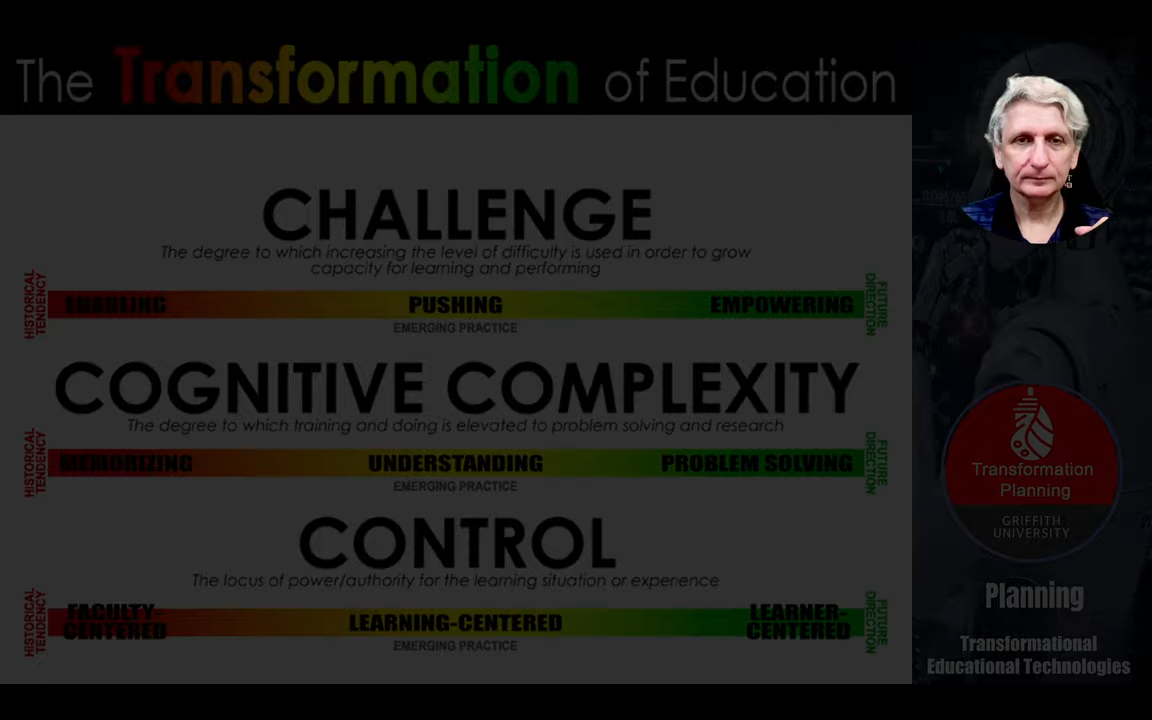 The Transformation of Education
CHALLENGE
The degree to which increasing the level of difficulty is used in order to grow
capacity for learning and performing
HISTORICAL
TENDENCY
ENABLING
PUSHING
EMPOWERING
FUTURE
DIRECTION
EMERGING PRACTICE
COGNITIVE COMPLEXITY
The degree to which training and doing is elevated to problem solving and research
HISTORICAL
TENDENCY
MEMORIZING
UNDERSTANDING
PROBLEM SOLVING
FUTURE
DIRECTION
EMERGING PRACTICE
CONTROL
The locus of power/authority for the learning situation or experience
HISTORICAL
TENDENCY
FACULTY-
CENTERED
LEARNING-CENTERED
LEARNER-
CENTERED
FUTURE
DIRECTION
EMERGING PRACTICE
Transformation
Planning
GRIFFITH
UNIVERSITY
Planning
Transformational
Educational Technologies